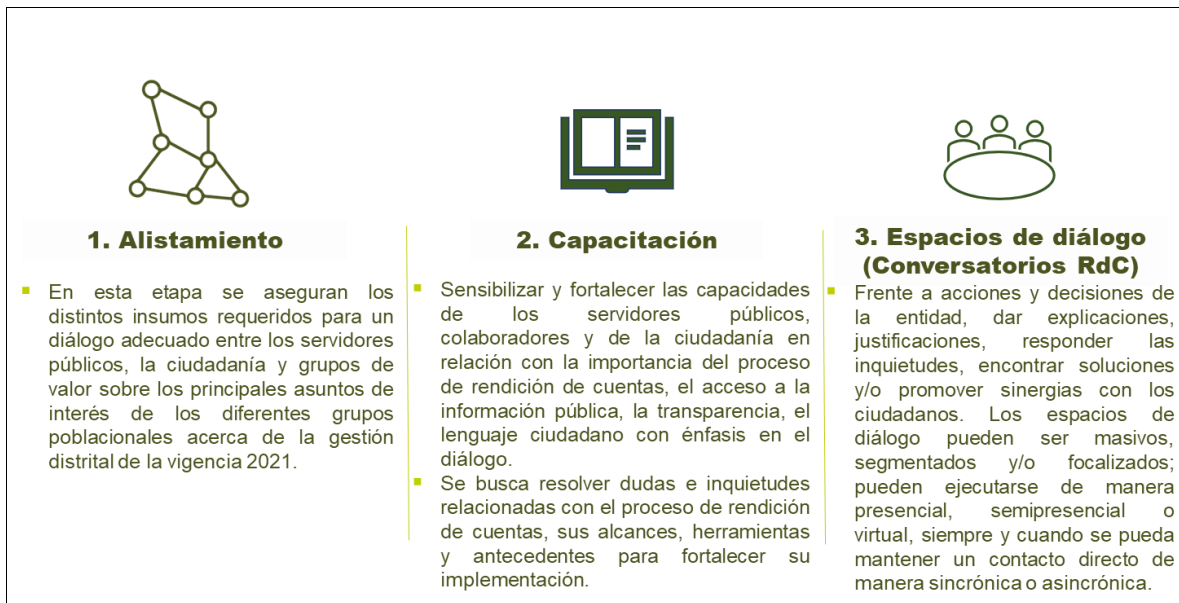 1. Alistamiento
▪ En esta etapa se aseguran los
distintos insumos requeridos para un
diálogo adecuado entre los servidores
públicos, la ciudadanía y grupos de
valor sobre los principales asuntos de
interés de los diferentes grupos
poblacionales acerca de la gestión
distrital de la vigencia 2021.
2. Capacitación
▪ Sensibilizar y fortalecer las capacidades
de los servidores públicos,
colaboradores y de la ciudadanía en
relación con la importancia del proceso
de rendición de cuentas, el acceso a la
información pública, la transparencia, el
lenguaje ciudadano con énfasis en el
diálogo.
▪ Se busca resolver dudas e inquietudes
relacionadas con el proceso de rendición
de cuentas, sus alcances, herramientas
y antecedentes para fortalecer su
implementación.
3. Espacios de diálogo
(Conversatorios RdC)
▪ Frente a acciones y decisiones de
la entidad, dar explicaciones,
justificaciones, responder las
inquietudes, encontrar soluciones
y/o promover sinergias con los
ciudadanos. Los espacios de
diálogo pueden ser masivos,
segmentados y/o focalizados;
pueden ejecutarse de manera
presencial, semipresencial o
virtual, siempre y cuando se pueda
mantener un contacto directo de
manera sincrónica o asincrónica.